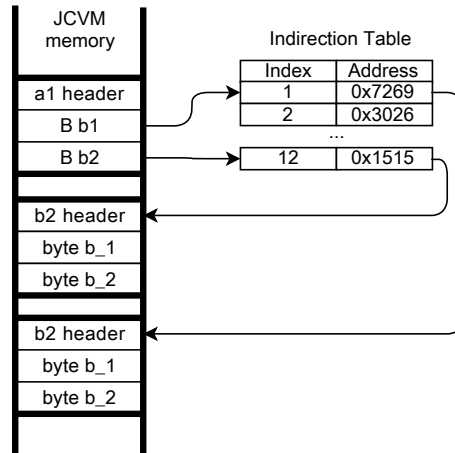 JCVM
memory
a1 header
B b1
B b2
b2 header
byte b_1
byte b_2
b2 header
byte b_1
byte b_2
Indirection Table
Index Address
1 0x7269
2 0x3026
...
12 0x1515